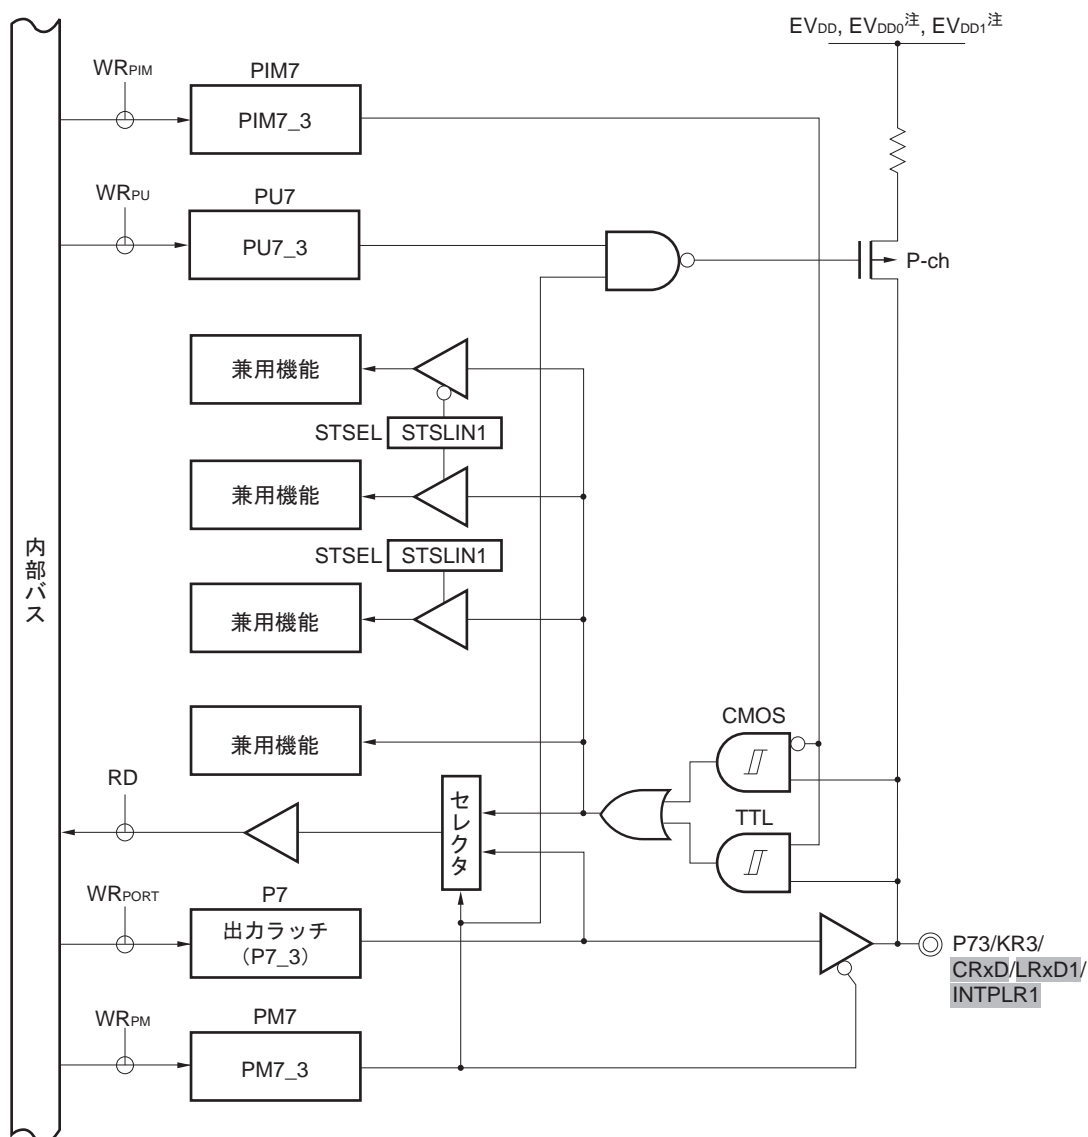 EVDD, EVDD0注, EVDD1注
WRPIM
PIM7
PIM7_3
WRPU
PU7
PU7_3
P-ch
兼用機能
STSEL STSLIN1
兼用機能
STSEL STSLIN1
兼用機能
内部バス
兼用機能
CMOS
RD
セレクタ
TTL
WRPORT
P7
出力ラッチ
（P7_3）
P73/KR3/
CRxD/LRxD1/
INTPLR1
WRPM
PM7
PM7_3